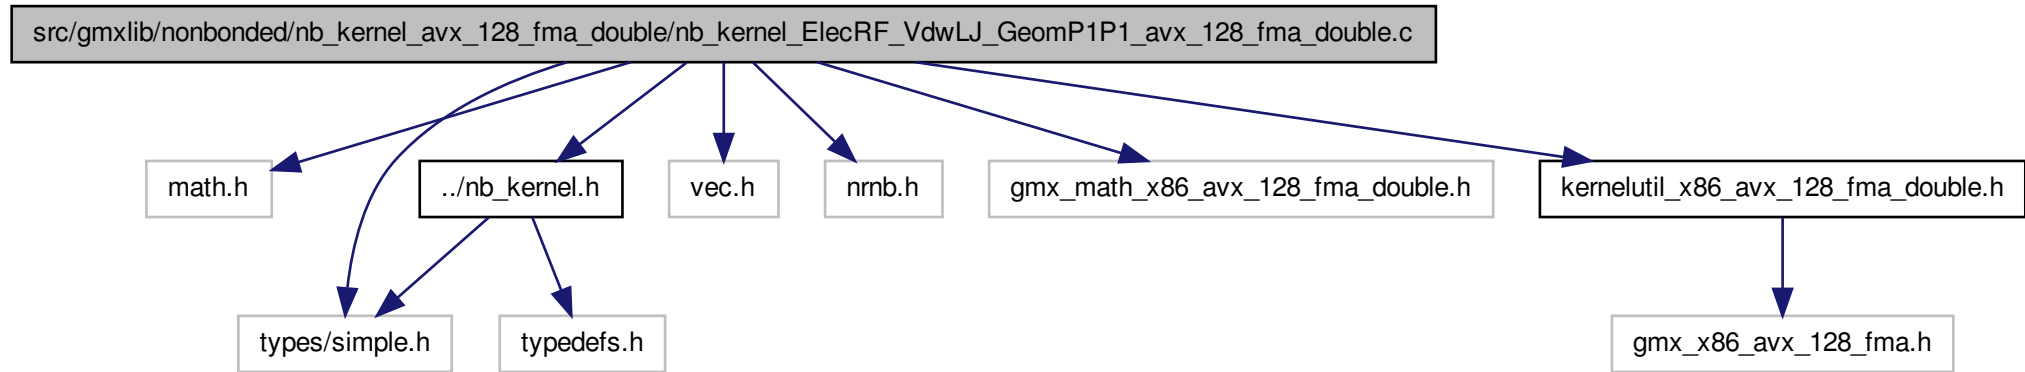 src/gmxlib/nonbonded/nb_kernel_avx_128_fma_double/nb_kernel_ElecRF_VdwLJ_GeomP1P1_avx_128_fma_double.c
math.h
../nb_kernel.h
vec.h
nrnb.h
gmx_math_x86_avx_128_fma_double.h
kernelutil_x86_avx_128_fma_double.h
types/simple.h
typedefs.h
gmx_x86_avx_128_fma.h